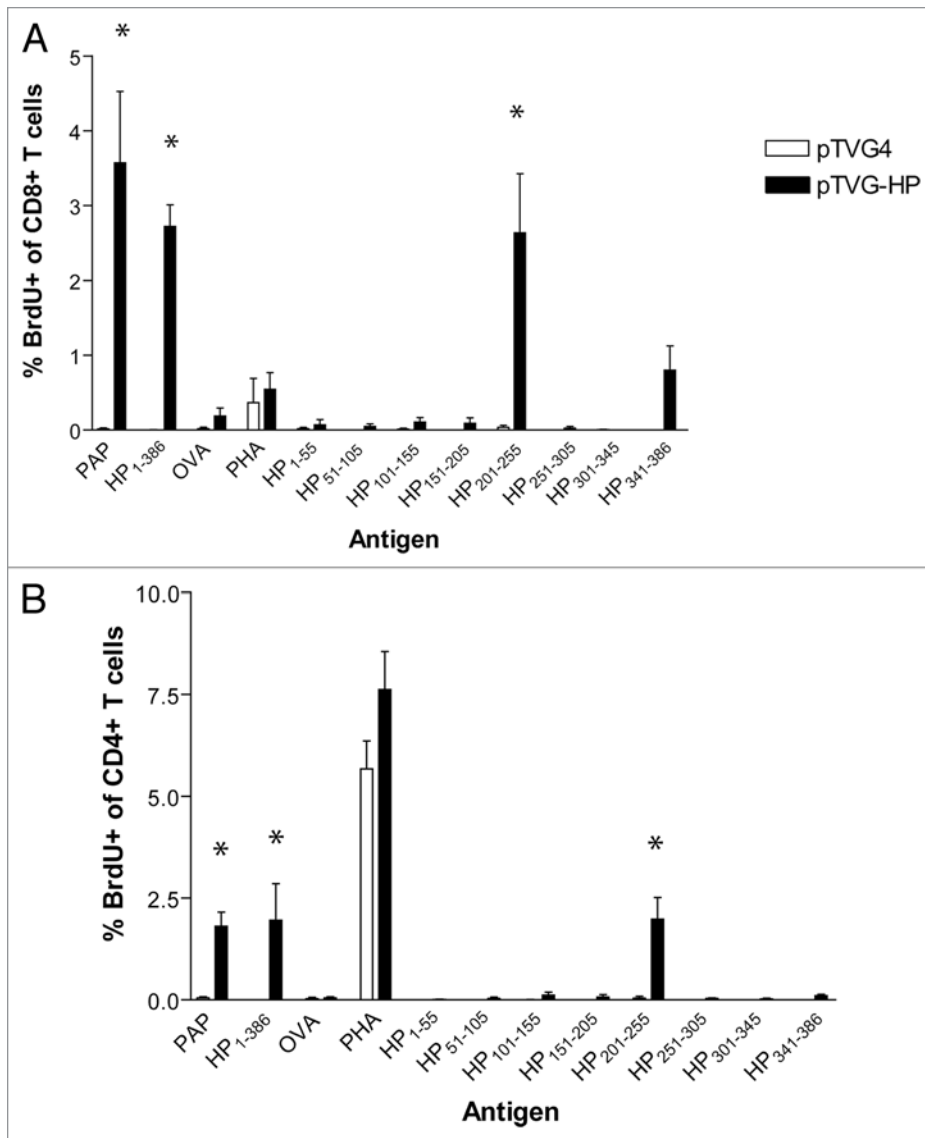 A
*
*
*
5
4
3
2
1
0
% BrdU+ of CD8+ T cells
pTVG4
pTVG-HP
PAP
HP1-386
OVA
PHA
HP1-55
HP51-105
HP101-155
HP151-205
HP201-255
HP251-305
HP301-345
HP341-386
Antigen
B
10.0
7.5
5.0
2.5
0.0
% BrdU+ of CD4+ T cells
*
*
*
PAP
HP1-386
OVA
PHA
HP1-55
HP51-105
HP101-155
HP151-205
HP201-255
HP251-305
HP301-345
HP341-386
Antigen